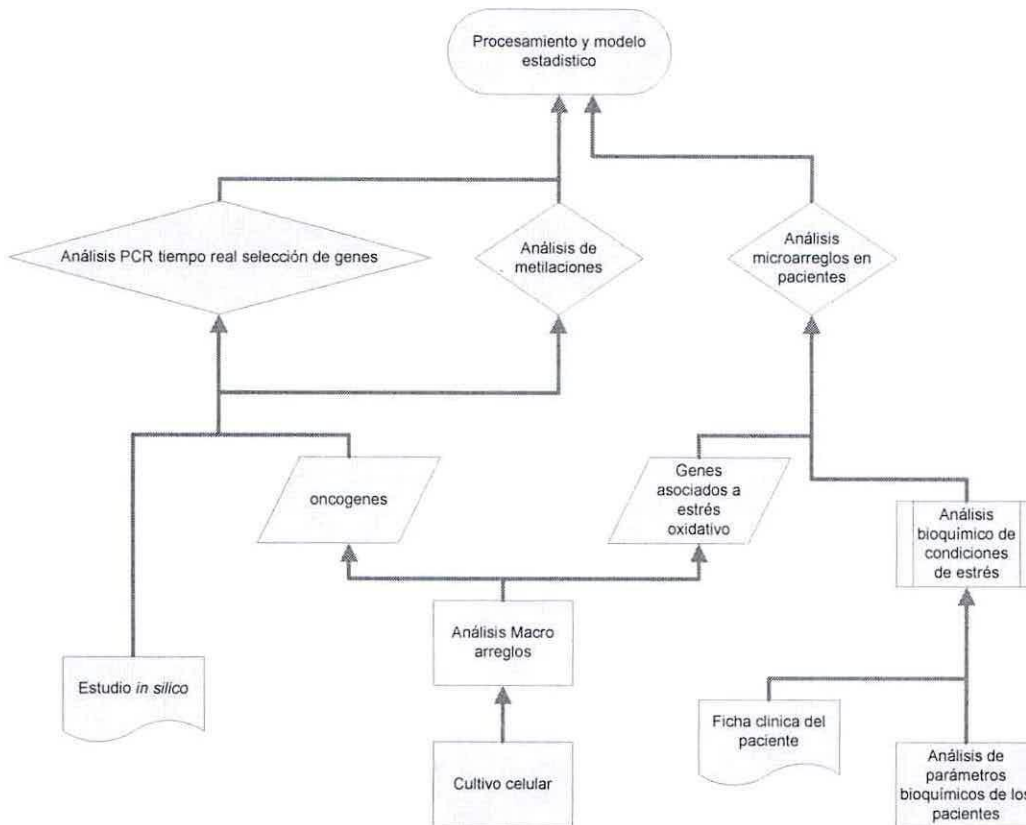 Procesamiento y modelo
estadistico
Análisis PCR tiempo real selección de genes
Análisis de
metilaciones
Análisis
microarreglos en
pacientes
oncogenes
Genes
asociados a
estrés
oxidativo
Análisis
bioquímico de
condiciones
de estrés
Análisis Macro
arreglos
Estudio in silico
Ficha clinica del
paciente
Cultivo celular
Análisis de
parámetros
bioquímicos de los
pacientes